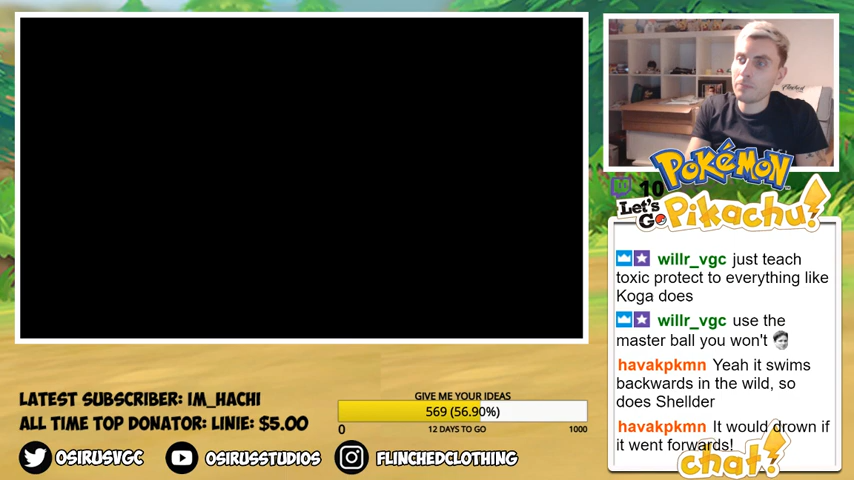 POKÉMON
10
Let's Go Pikachu!
willr_vgc just teach
toxic protect to everything like
Koga does
willr_vgc use the
master ball you won't
havakpkmn Yeah it swims
backwards in the wild, so
does Shellder
havakpkmn It would drown if
it went forwards!
chat!
LATEST SUBSCRIBER: IM_HACHI
ALL TIME TOP DONATOR: LINIE: $5.00
GIVE ME YOUR IDEAS
569 (56.90%)
0 12 DAYS TO GO 1000
OSIRUSVGC OSIRUSSTUDIOS FLINCHEDCLOTHING